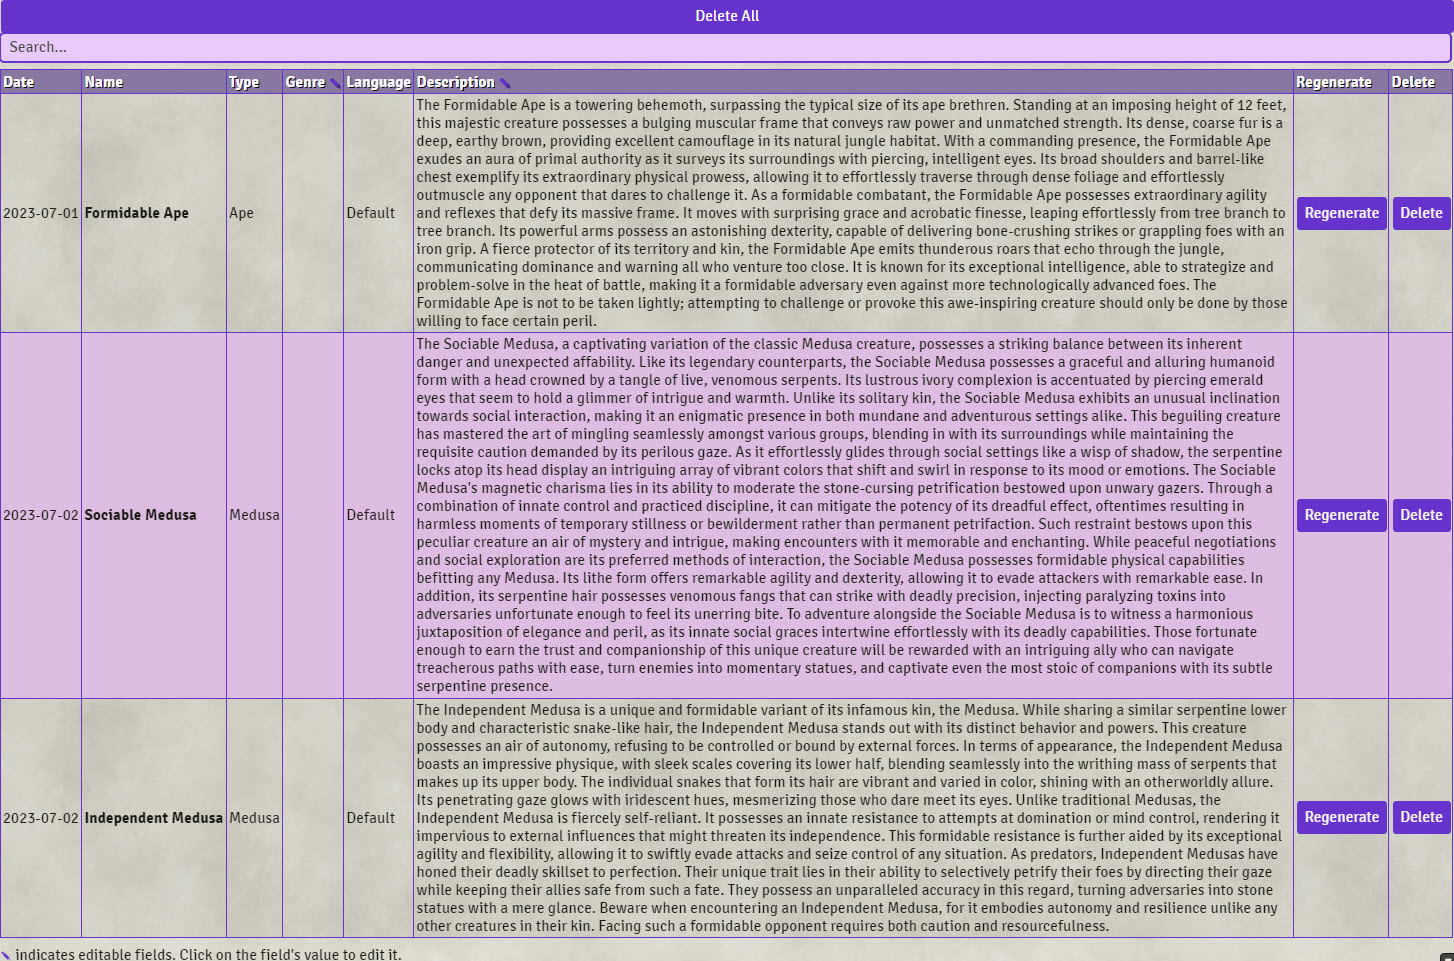 Delete All
Search...
Date Name Type Genre Language Description Regenerate Delete
The Formidable Ape is a towering behemoth, surpassing the typical size of its ape brethren. Standing at an imposing height of 12 feet,
this majestic creature possesses a bulging muscular frame that conveys raw power and unmatched strength. Its dense, coarse fur is a
deep, earthy brown, providing excellent camouflage in its natural jungle habitat. With a commanding presence, the Formidable Ape
exudes an aura of primal authority as it surveys its surroundings with piercing, intelligent eyes. Its broad shoulders and barrel-like
chest exemplify its extraordinary physical prowess, allowing it to effortlessly traverse through dense foliage and effortlessly
outmuscle any opponent that dares to challenge it. As a formidable combatant, the Formidable Ape possesses extraordinary agility
2023-07-01 Formidable Ape Ape Default and reflexes that defy its massive frame. It moves with surprising grace and acrobatic finesse, leaping effortlessly from tree branch to Regenerate Delete
tree branch. Its powerful arms possess an astonishing dexterity, capable of delivering bone-crushing strikes or grappling foes with an
iron grip. A fierce protector of its territory and kin, the Formidable Ape emits thunderous roars that echo through the jungle,
communicating dominance and warning all who venture too close. It is known for its exceptional intelligence, able to strategize and
problem-solve in the heat of battle, making it a formidable adversary even against more technologically advanced foes. The
Formidable Ape is not to be taken lightly; attempting to challenge or provoke this awe-inspiring creature should only be done by those
willing to face certain peril.
The Sociable Medusa, a captivating variation of the classic Medusa creature, possesses a striking balance between its inherent
danger and unexpected affability. Like its legendary counterparts, the Sociable Medusa possesses a graceful and alluring humanoid
form with a head crowned by a tangle of live, venomous serpents. Its lustrous ivory complexion is accentuated by piercing emerald
eyes that seem to hold a glimmer of intrigue and warmth. Unlike its solitary kin, the Sociable Medusa exhibits an unusual inclination
towards social interaction, making it an enigmatic presence in both mundane and adventurous settings alike. This beguiling creature
has mastered the art of mingling seamlessly amongst various groups, blending in with its surroundings while maintaining the
requisite caution demanded by its perilous gaze. As it effortlessly glides through social settings like a wisp of shadow, the serpentine
locks atop its head display an intriguing array of vibrant colors that shift and swirl in response to its mood or emotions. The Sociable
Medusa's magnetic charisma lies in its ability to moderate the stone-cursing petrification bestowed upon unwary gazers. Through a
2023-07-02 Sociable Medusa Medusa Default combination of innate control and practiced discipline, it can mitigate the potency of its dreadful effect, oftentimes resulting in Regenerate Delete
harmless moments of temporary stillness or bewilderment rather than permanent petrifaction. Such restraint bestows upon this
peculiar creature an air of mystery and intrigue, making encounters with it memorable and enchanting. While peaceful negotiations
and social exploration are its preferred methods of interaction, the Sociable Medusa possesses formidable physical capabilities
befitting any Medusa. Its lithe form offers remarkable agility and dexterity, allowing it to evade attackers with remarkable ease. In
addition, its serpentine hair possesses venomous fangs that can strike with deadly precision, injecting paralyzing toxins into
adversaries unfortunate enough to feel its unerring bite. To adventure alongside the Sociable Medusa is to witness a harmonious
juxtaposition of elegance and peril, as its innate social graces intertwine effortlessly with its deadly capabilities. Those fortunate
enough to earn the trust and companionship of this unique creature will be rewarded with an intriguing ally who can navigate
treacherous paths with ease, turn enemies into momentary statues, and captivate even the most stoic of companions with its subtle
serpentine presence.
The Independent Medusa is a unique and formidable variant of its infamous kin, the Medusa. While sharing a similar serpentine lower
body and characteristic snake-like hair, the Independent Medusa stands out with its distinct behavior and powers. This creature
possesses an air of autonomy, refusing to be controlled or bound by external forces. In terms of appearance, the Independent Medusa
boasts an impressive physique, with sleek scales covering its lower half, blending seamlessly into the writhing mass of serpents that
makes up its upper body. The individual snakes that form its hair are vibrant and varied in color, shining with an otherworldly allure.
Its penetrating gaze glows with iridescent hues, mesmerizing those who dare meet its eyes. Unlike traditional Medusas, the
2023-07-02 Independent Medusa Medusa Default Independent Medusa is fiercely self-reliant. It possesses an innate resistance to attempts at domination or mind control, rendering it Regenerate Delete
impervious to external influences that might threaten its independence. This formidable resistance is further aided by its exceptional
agility and flexibility, allowing it to swiftly evade attacks and seize control of any situation. As predators, Independent Medusas have
honed their deadly skillset to perfection. Their unique trait lies in their ability to selectively petrify their foes by directing their gaze
while keeping their allies safe from such a fate. They possess an unparalleled accuracy in this regard, turning adversaries into stone
statues with a mere glance. Beware when encountering an Independent Medusa, for it embodies autonomy and resilience unlike any
other creatures in their kin. Facing such a formidable opponent requires both caution and resourcefulness.
indicates editable fields. Click on the field's value to edit it.